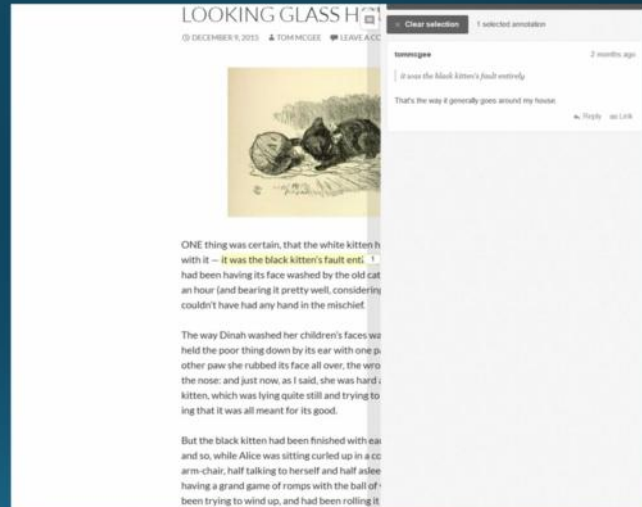 LOOKING GLASS H
DECEMBER 9, 2015 TOM MCGEE LEAVE A CO
ONE thing was certain, that the white kitten h
with it — it was the black kitten's fault enti 1
had been having its face washed by the old cat
an hour (and bearing it pretty well, considering
couldn't have had any hand in the mischief.
The way Dinah washed her children's faces wa
held the poor thing down by its ear with one p
other paw she rubbed its face all over, the wro
the nose: and just now, as I said, she was hard
kitten, which was lying quite still and trying to
ing that it was all meant for its good.
But the black kitten had been finished with ear
and so, while Alice was sitting curled up in a co
arm-chair, half talking to herself and half aslee
having a grand game of romps with the ball of
been trying to wind up, and had been rolling it
× Clear selection 1 selected annotation
tommcgee 2 months ago
it was the black kitten's fault entirely
That's the way it generally goes around my house.
Reply Link